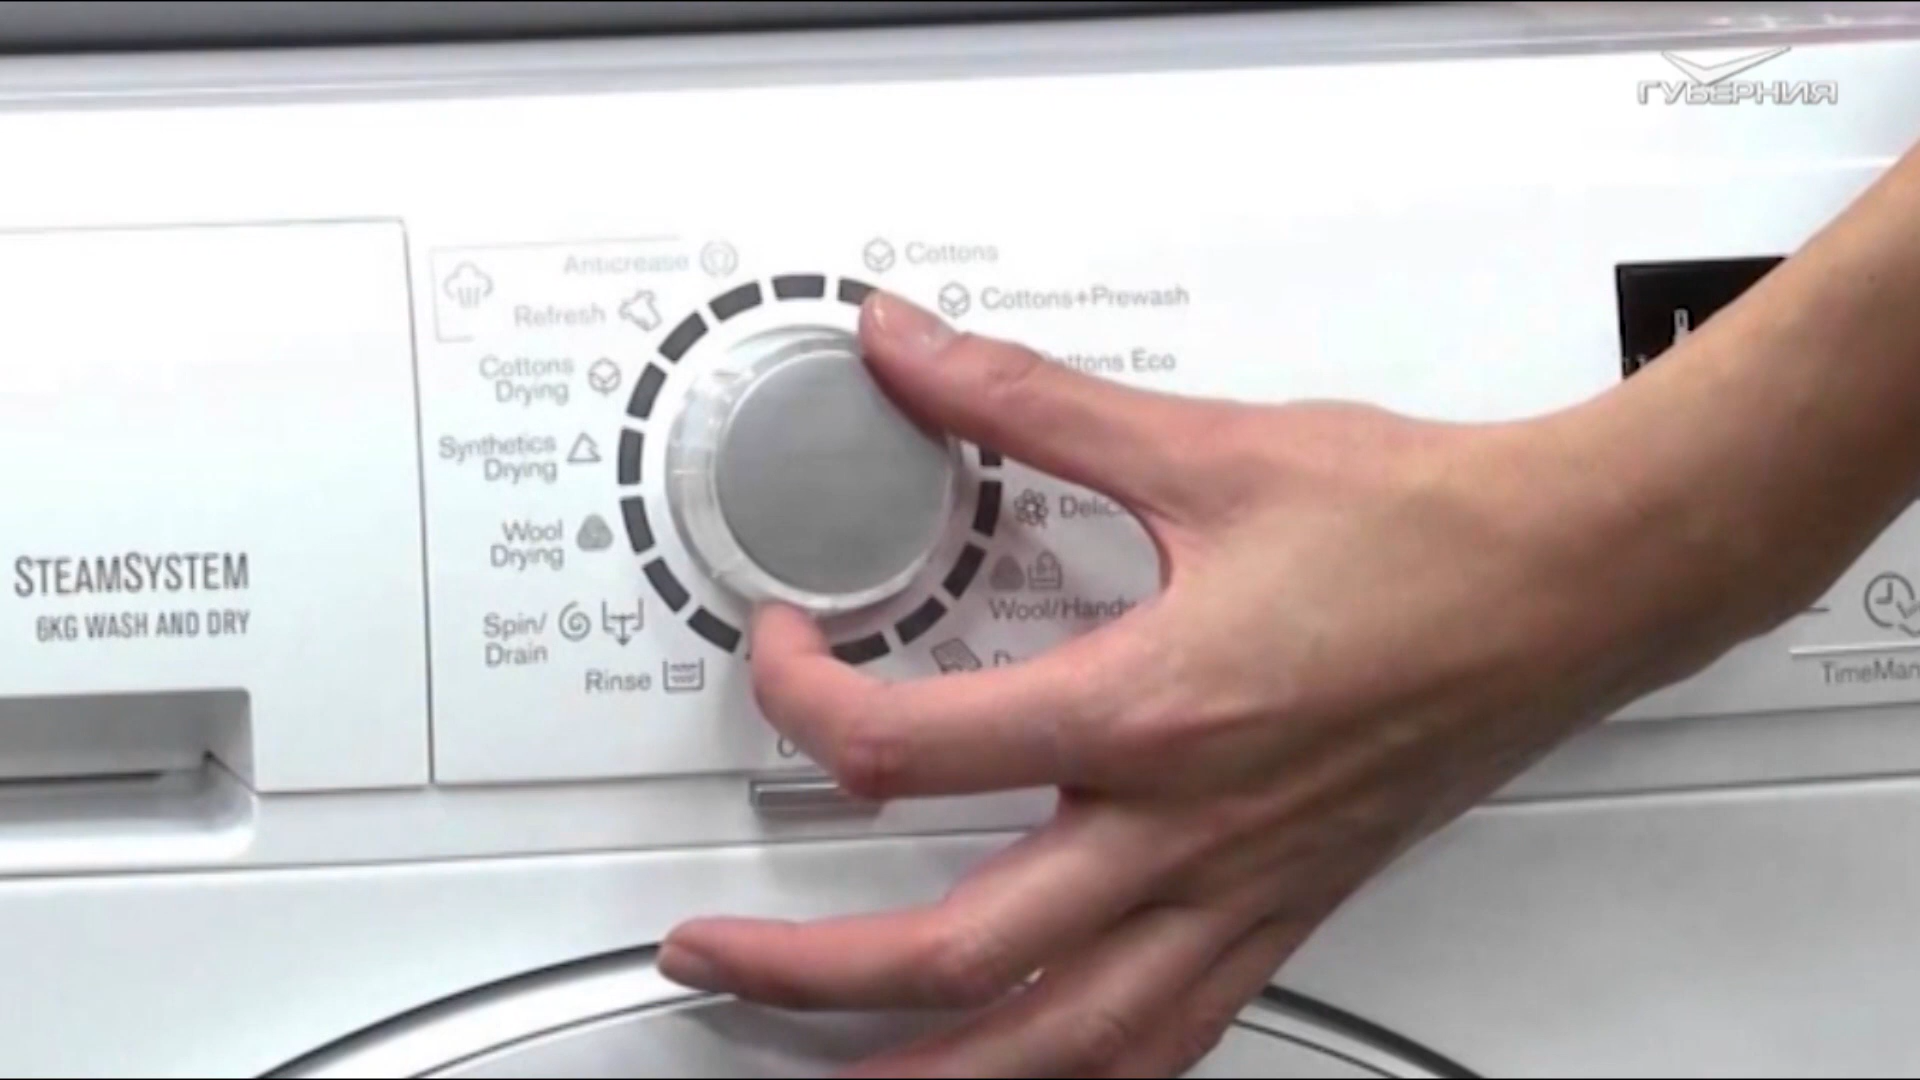 ГУБЕРНИЯ
Anticrease
Cottons
Refresh
Cottons+Prewash
Cottons
Drying
Eco
Synthetics
Drying
Wool
Drying
STEAMSYSTEM
6KG WASH AND DRY
Spin/
Drain
Rinse